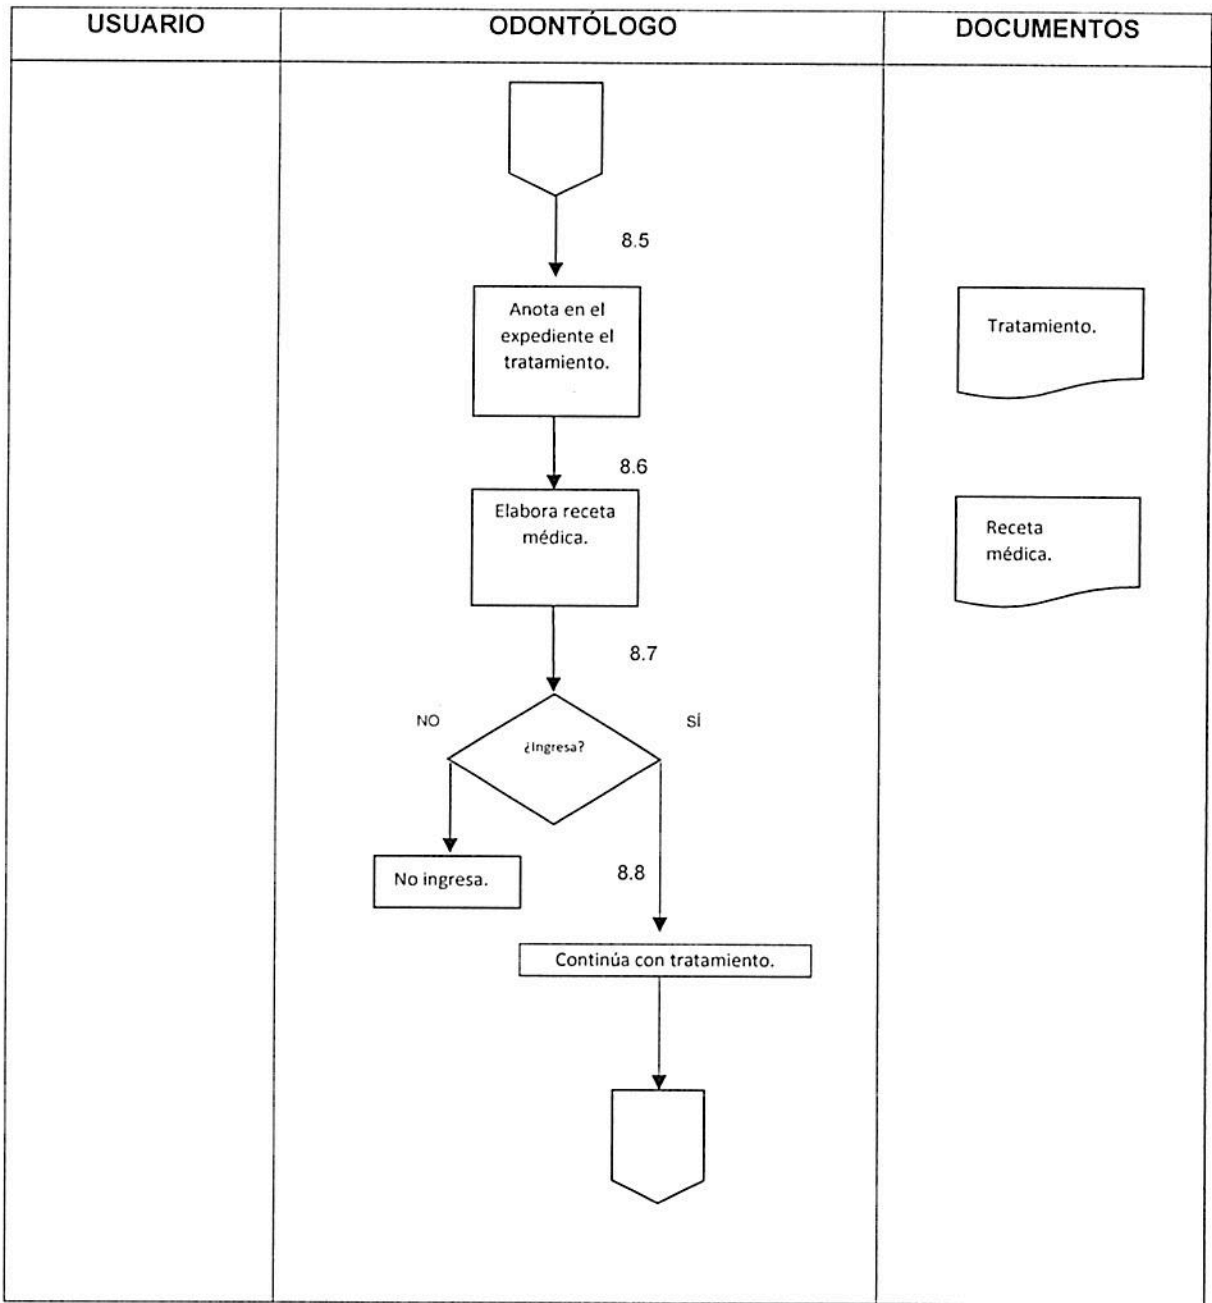 USUARIO
ODONTÓLOGO
DOCUMENTOS
8.5
Anota en el
expediente el
tratamiento.
Tratamiento.
8.6
Elabora receta
médica.
Receta
médica.
8.7
NO
¿Ingresa?
SÍ
No ingresa.
8.8
Continúa con tratamiento.